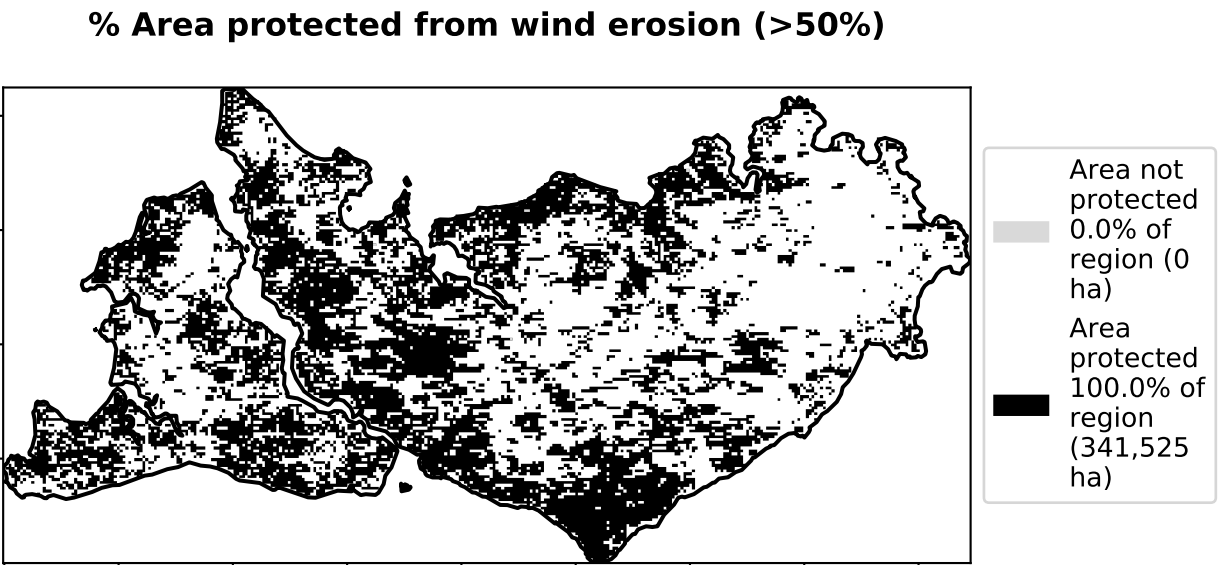 % Area protected from wind erosion (>50%)
Area not
protected
0.0% of
region (0
ha)
Area
protected
100.0% of
region
(341,525
ha)